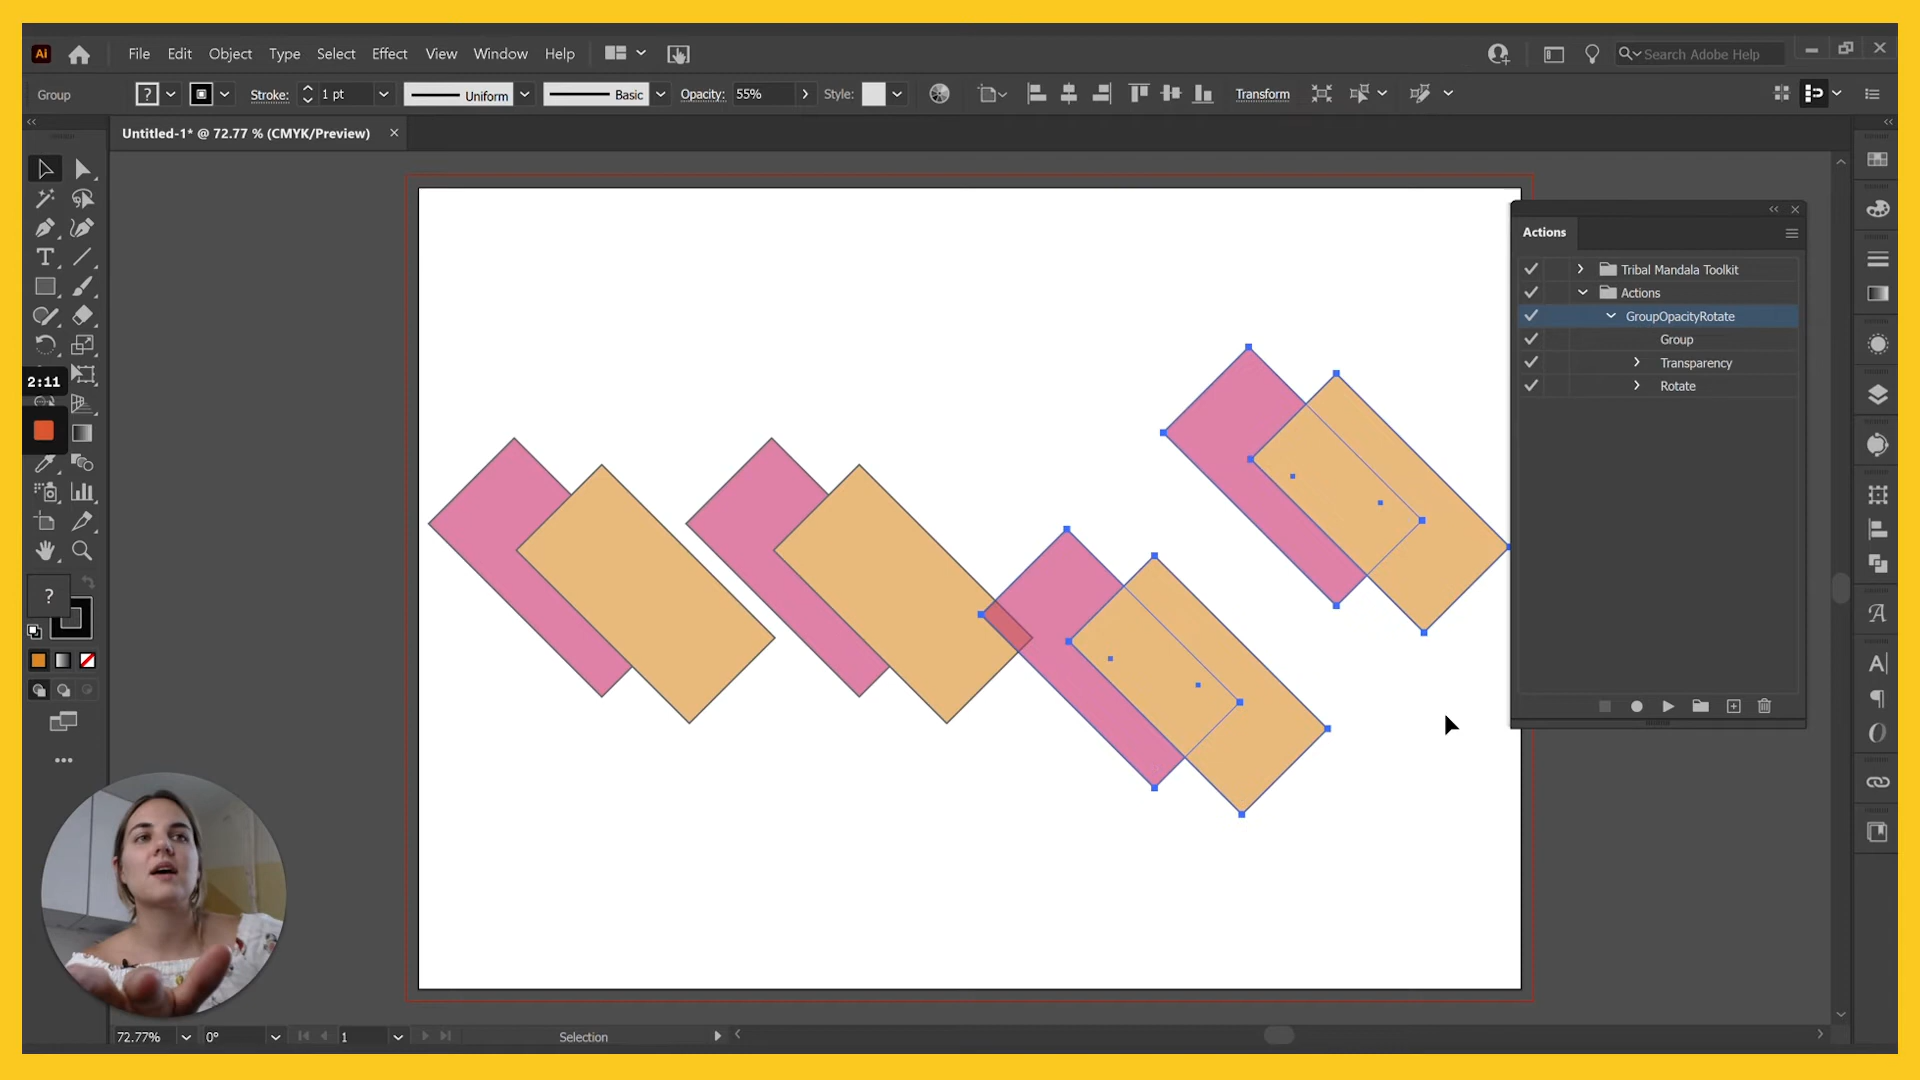 Ai File Edit Object Type Select Effect View Window Help Search Adobe Help
Group ? Stroke: 1 pt Uniform Basic Opacity: 55% Style: Transform
Untitled-1* @ 72.77 % (CMYK/Preview) ×
Actions
Tribal Mandala Toolkit
Actions
GroupOpacityRotate
Group
Transparency
Rotate
2:11
?
72.77% 0° 1 Selection